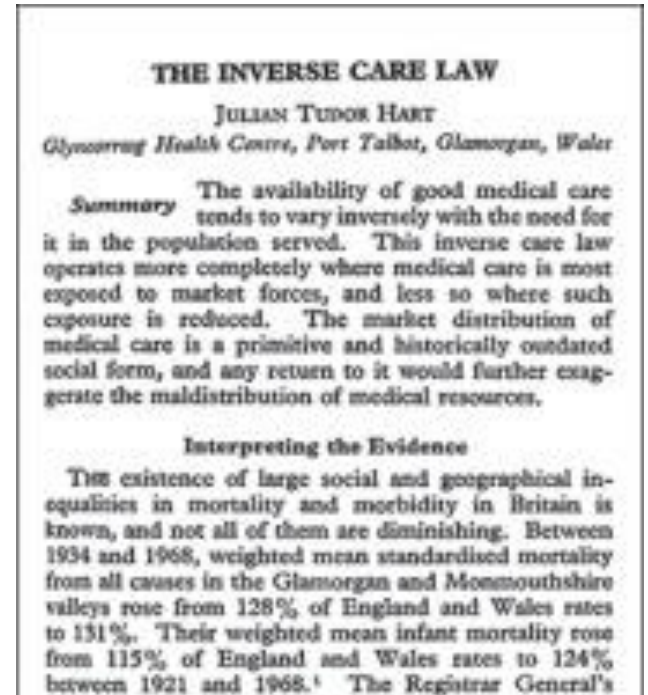 THE INVERSE CARE LAW
JULIAN TUDOR HART
Glyncorrwg Health Centre, Port Talbot, Glamorgan, Wales
Summary The availability of good medical care
tends to vary inversely with the need for
it in the population served. This inverse care law
operates more completely where medical care is most
exposed to market forces, and less so where such
exposure is reduced. The market distribution of
medical care is a primitive and historically outdated
social form, and any return to it would further exag-
gerate the maldistribution of medical resources.
Interpreting the Evidence
THE existence of large social and geographical in-
equalities in mortality and morbidity in Britain is
known, and not all of them are diminishing. Between
1934 and 1968, weighted mean standardised mortality
from all causes in the Glamorgan and Monmouthshire
valleys rose from 128% of England and Wales rates
to 131%. Their weighted mean infant mortality rose
from 115% of England and Wales rates to 124%
between 1921 and 1968.¹ The Registrar General's